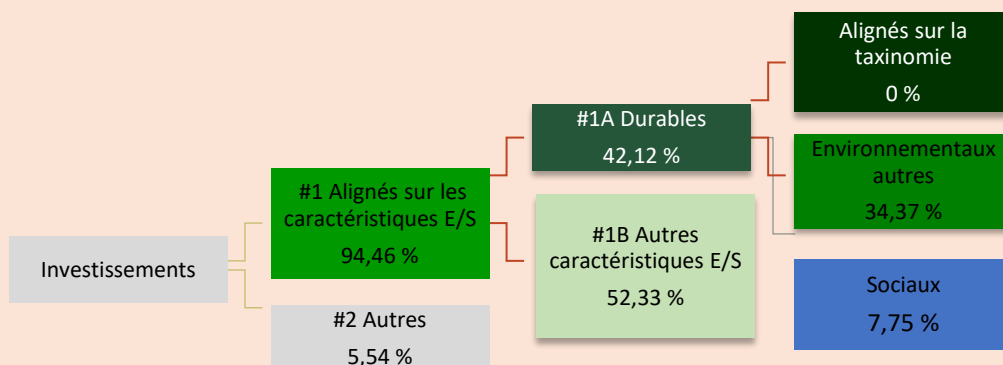 Investissements
#1 Alignés sur les
caractéristiques E/S
94,46 %
#2 Autres
5,54 %
#1A Durables
42,12 %
#1B Autres
caractéristiques E/S
52,33 %
Alignés sur la
taxinomie
0 %
Environnementaux
autres
34,37 %
Sociaux
7,75 %